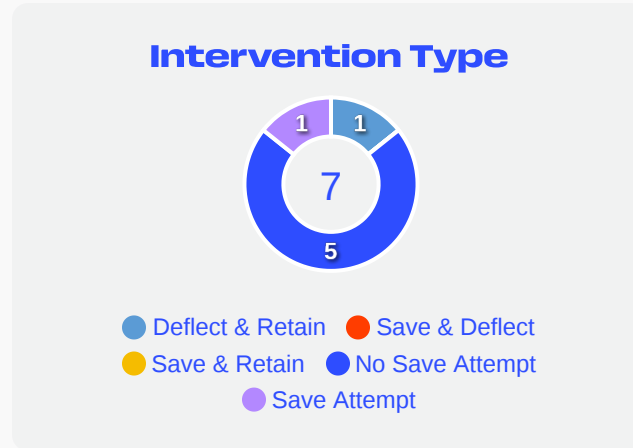 Intervention Type
1 1
7
5
Deflect & Retain Save & Deflect
Save & Retain No Save Attempt
Save Attempt